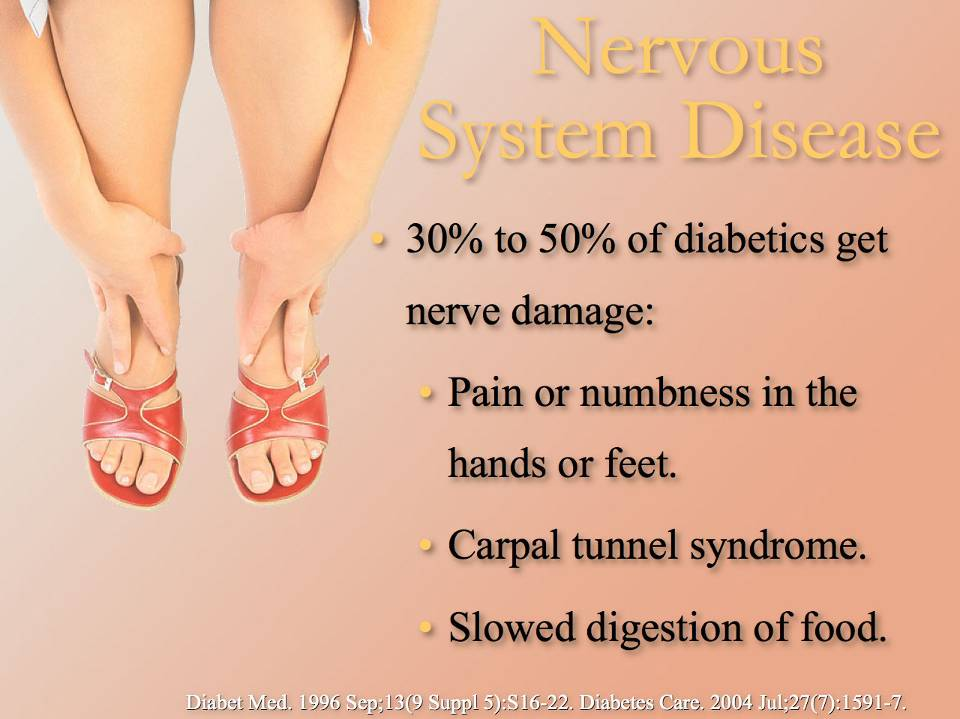 Nervous
System Disease
• 30% to 50% of diabetics get
nerve damage:
• Pain or numbness in the
hands or feet.
• Carpal tunnel syndrome.
• Slowed digestion of food.
Diabet Med. 1996 Sep;13(9 Suppl 5):S16-22. Diabetes Care. 2004 Jul;27(7):1591-7.